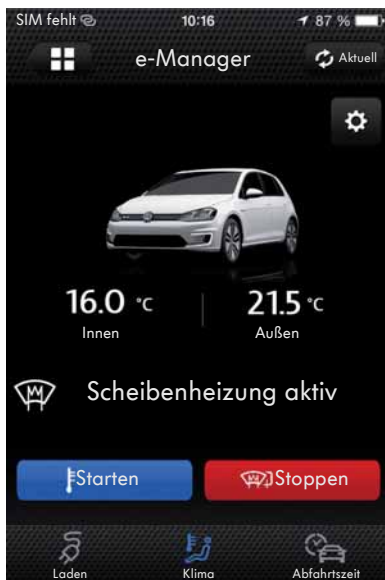 SIM fehlt 10:16 87 %
e-Manager Aktuell
16.0 °C 21.5 °C
Innen Außen
Scheibenheizung aktiv
Starten Stoppen
Laden Klima Abfahrtszeit